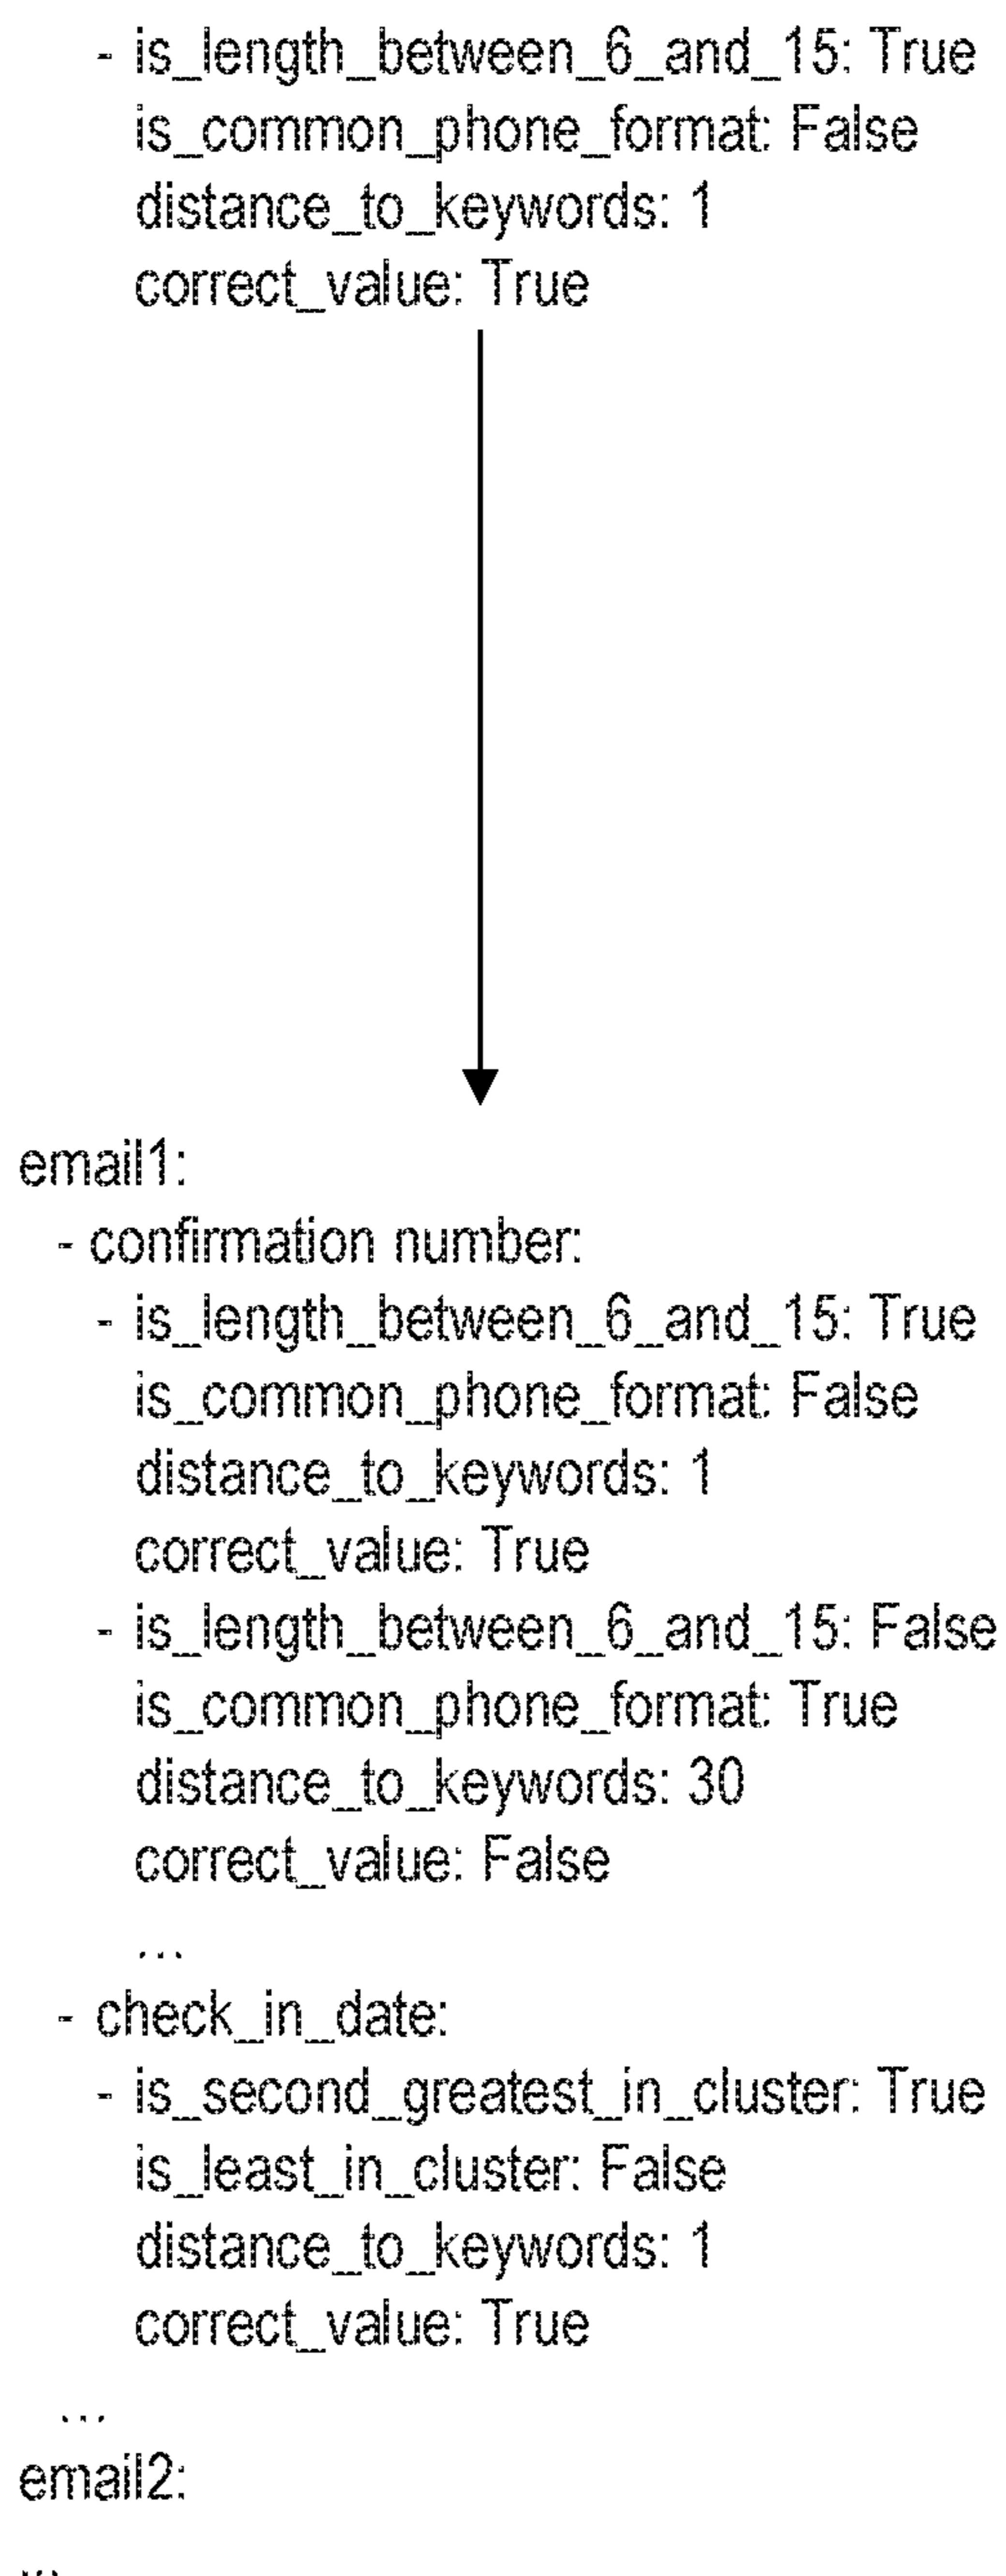 - is_length_between_6_and_15: True
is_common_phone_format: False
distance_to_keywords: 1
correct_value: True
email1:
- confirmation number:
- is_length_between_6_and_15: True
is_common_phone_format: False
distance_to_keywords: 1
correct_value: True
- is_length_between_6_and_15: False
is_common_phone_format: True
distance_to_keywords: 30
correct_value: False
...
- check_in_date:
- is_second_greatest_in_cluster: True
is_least_in_cluster: False
distance_to_keywords: 1
correct_value: True
...
email2:
...